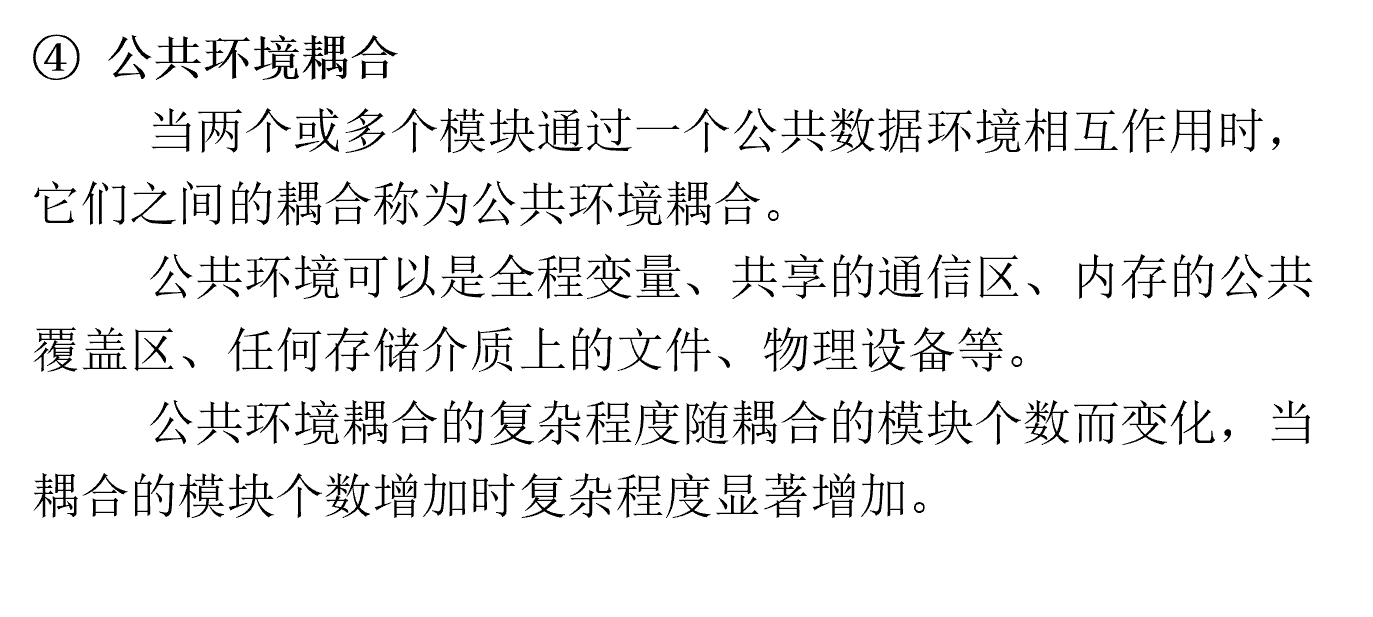 ④ 公共环境耦合
当两个或多个模块通过一个公共数据环境相互作用时，
它们之间的耦合称为公共环境耦合。
公共环境可以是全程变量、共享的通信区、内存的公共
覆盖区、任何存储介质上的文件、物理设备等。
公共环境耦合的复杂程度随耦合的模块个数而变化，当
耦合的模块个数增加时复杂程度显著增加。